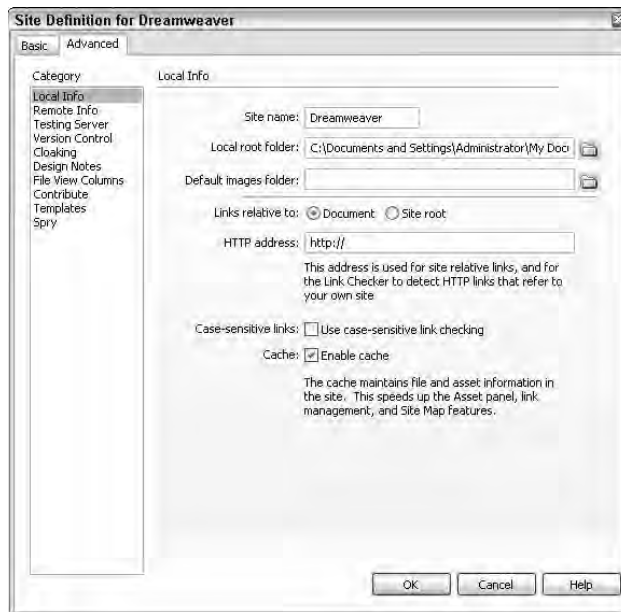 Site Definition for Dreamweaver
Basic
Advanced
Category
Local Info
Remote Info
Testing Server
Version Control
Cloaking
Design Notes
File View Columns
Contribute
Templates
Spry
Local Info
Site name: Dreamweaver
Local root folder: C:\Documents and Settings\Administrator\My Doc
Default images folder:
Links relative to: Document Site root
HTTP address: http://
This address is used for site relative links, and for
the Link Checker to detect HTTP links that refer to
your own site
Case-sensitive links: Use case-sensitive link checking
Cache: Enable cache
The cache maintains file and asset information in
the site. This speeds up the Asset panel, link
management, and Site Map features.
OK
Cancel
Help